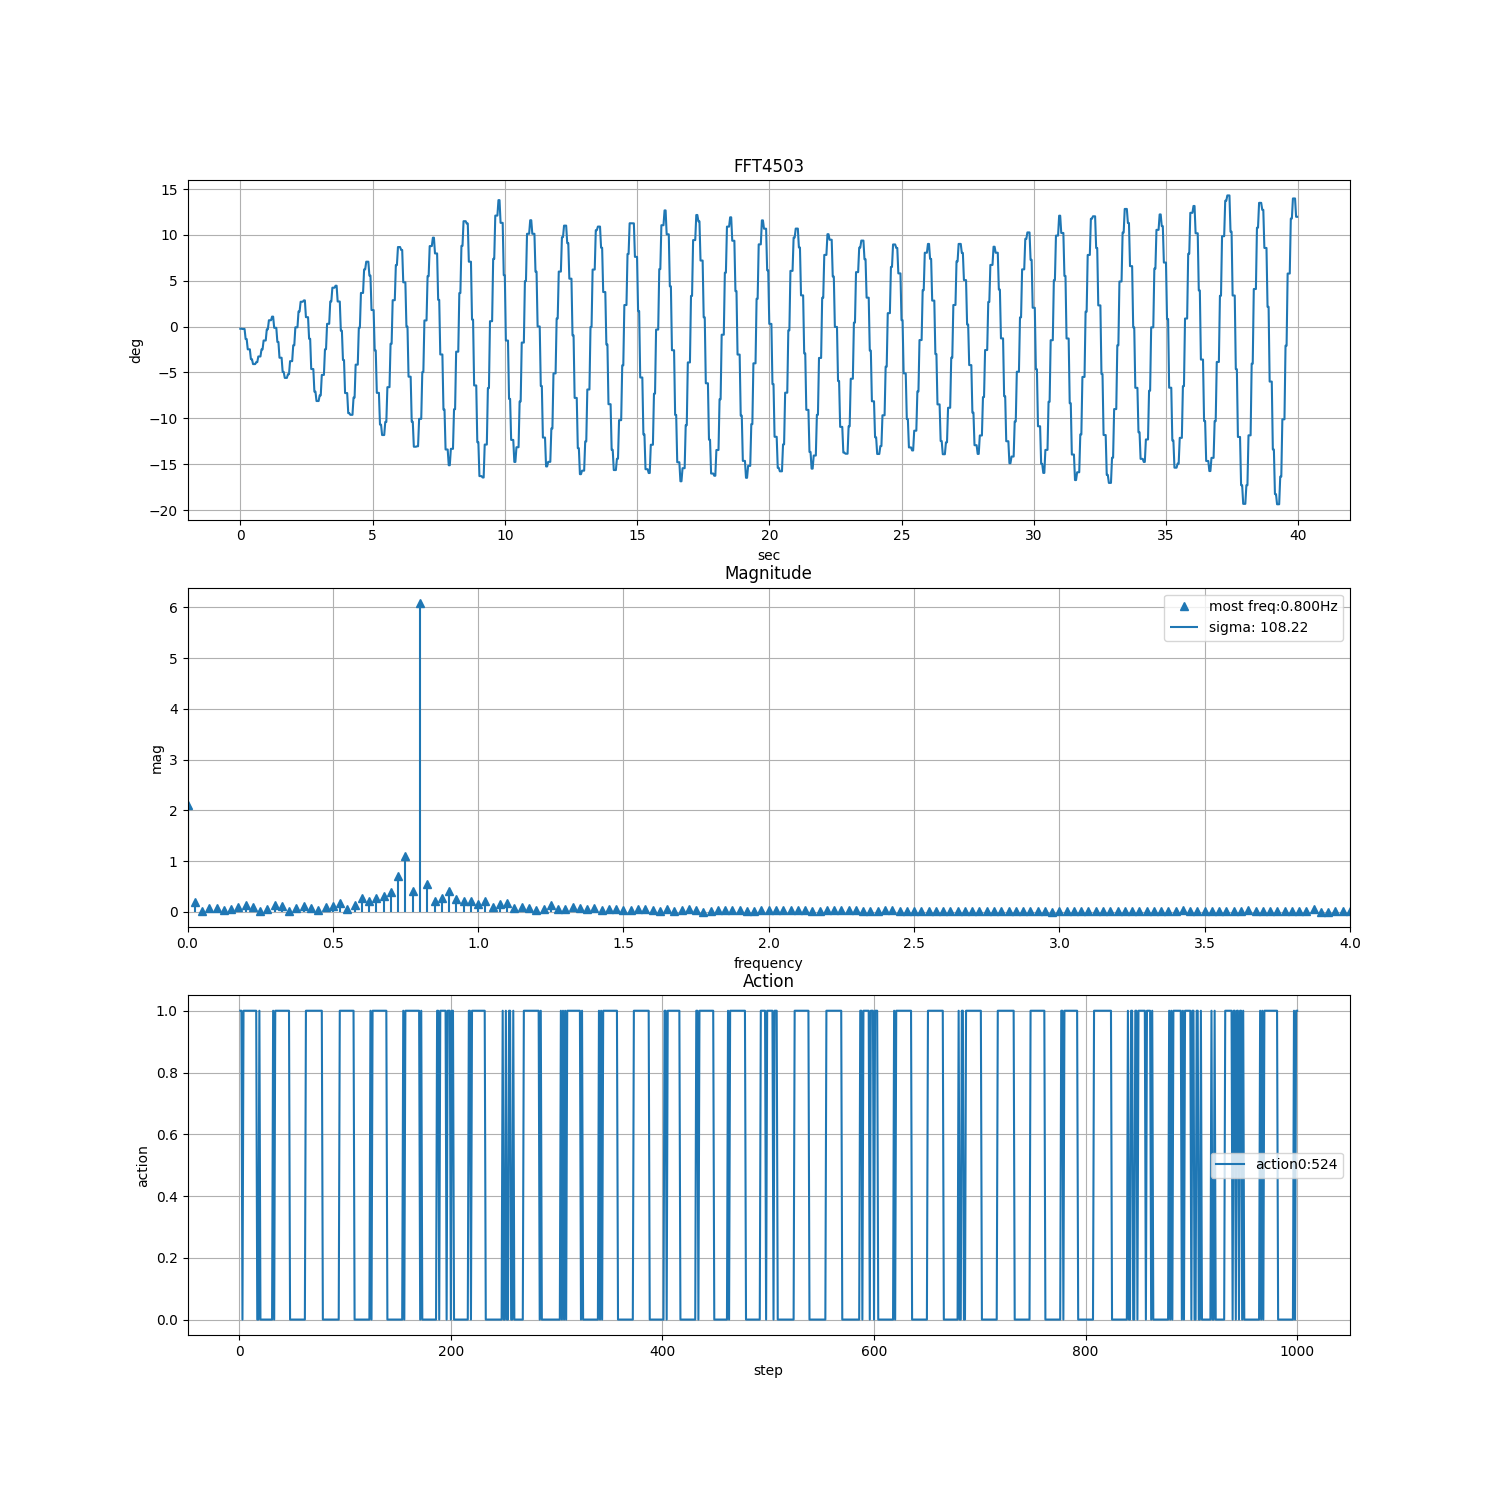 FFT4503
15
10
5
0
−5
−10
−15
−20
deg
0 5 10 15 20 25 30 35 40
sec
Magnitude
6
5
4
3
2
1
0
mag
most freq:0.800Hz
sigma: 108.22
0.0 0.5 1.0 1.5 2.0 2.5 3.0 3.5 4.0
frequency
Action
1.0
0.8
0.6
0.4
0.2
0.0
action
action0:524
0 200 400 600 800 1000
step